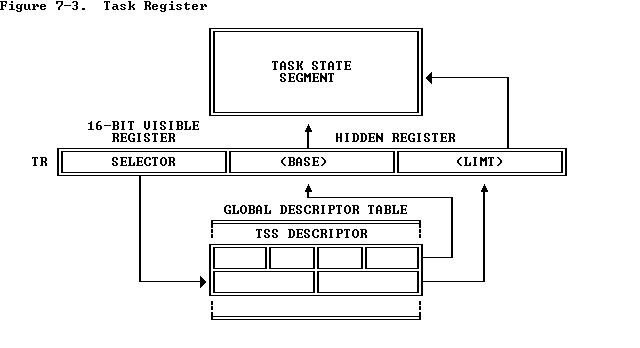 Figure 7-3. Task Register
TASK STATE
SEGMENT
16-BIT VISIBLE
REGISTER
HIDDEN REGISTER
TR
SELECTOR
(BASE)
(LIMT)
GLOBAL DESCRIPTOR TABLE
TSS DESCRIPTOR